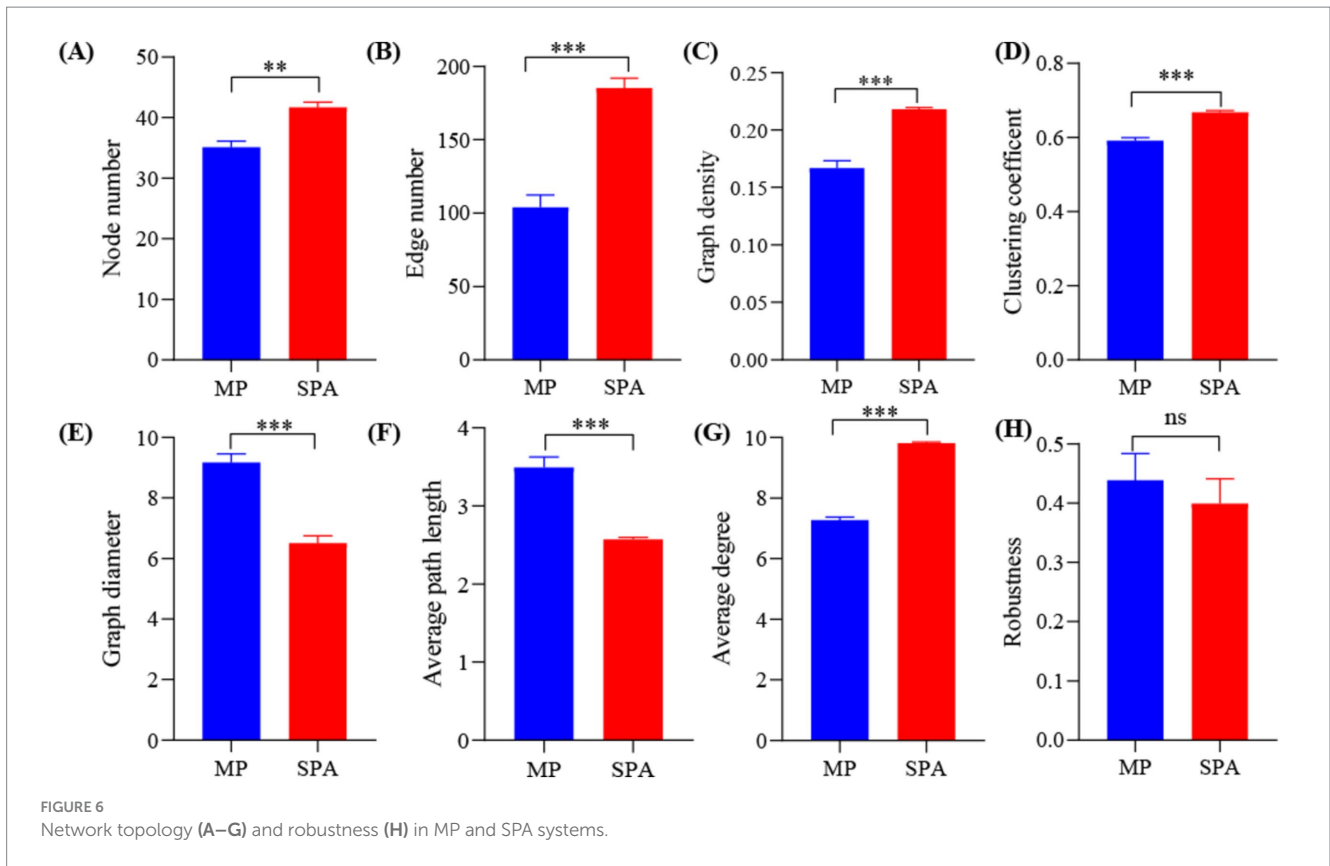 (A)
Node number
50
40
30
20
10
0
**
MP
SPA
(B)
Edge number
200
150
100
50
0
***
MP
SPA
(C)
Graph density
0.25
0.20
0.15
0.10
0.05
0.00
***
MP
SPA
(D)
Clustering coefficent
0.8
0.6
0.4
0.2
0.0
***
MP
SPA
(E)
Graph diameter
10
8
6
4
2
0
***
MP
SPA
(F)
Average path length
4
3
2
1
0
***
MP
SPA
(G)
Average degree
10
8
6
4
2
0
***
MP
SPA
(H)
Robustness
0.5
0.4
0.3
0.2
0.1
0.0
ns
MP
SPA
FIGURE 6
Network topology (A–G) and robustness (H) in MP and SPA systems.